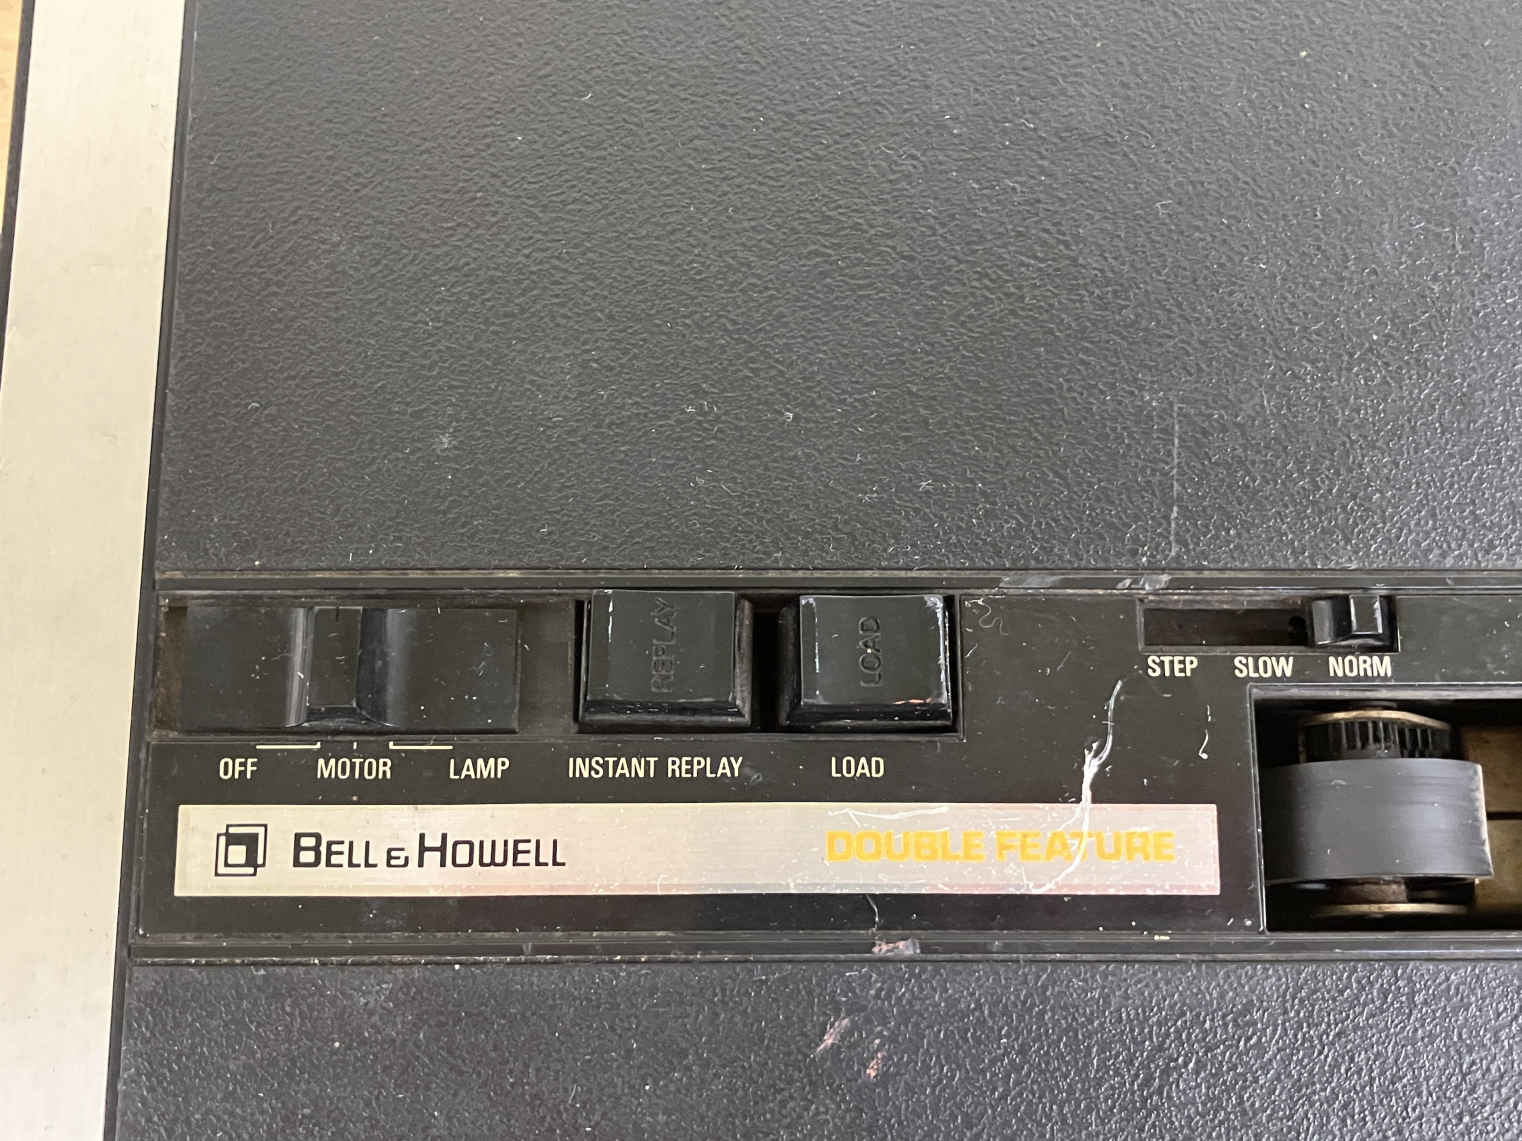 REPLAY
LOAD
STEP SLOW NORM
OFF MOTOR LAMP INSTANT REPLAY LOAD
BELL & HOWELL DOUBLE FEATURE